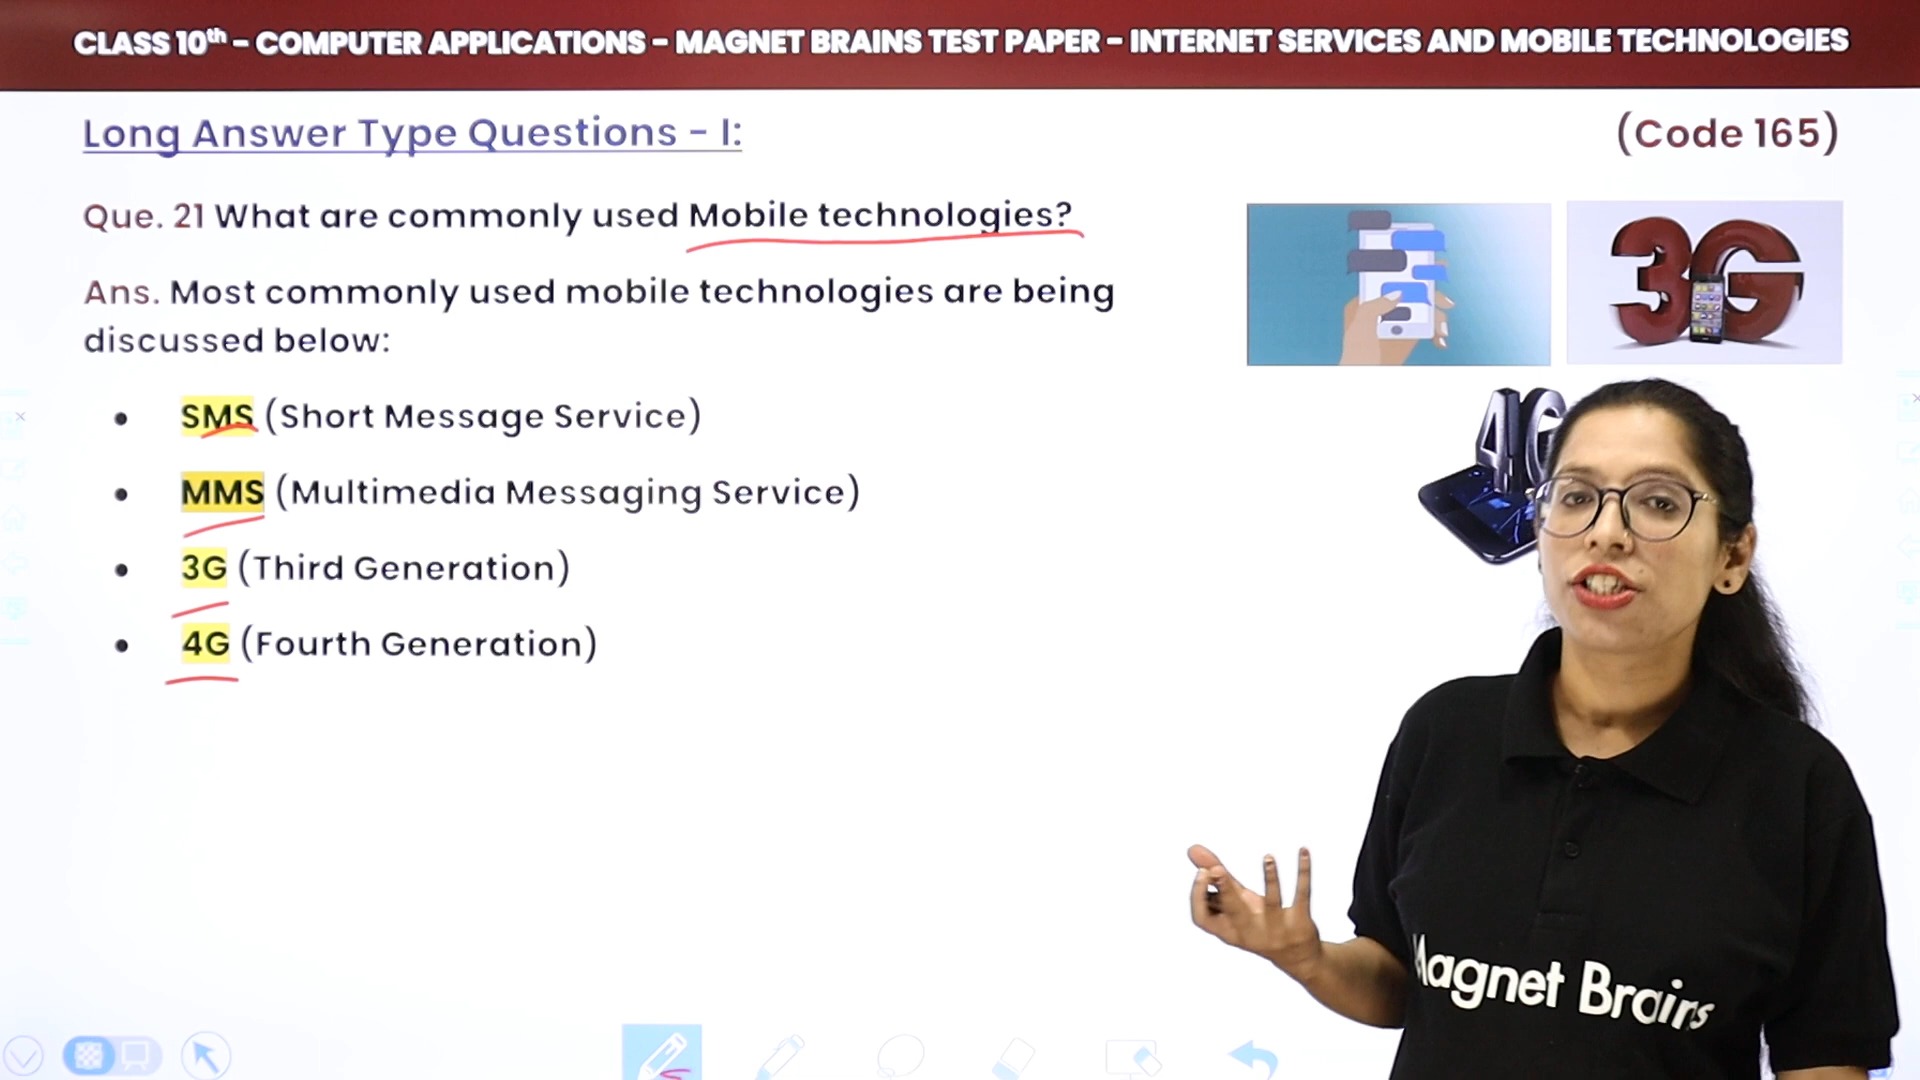 CLASS 10th - COMPUTER APPLICATIONS - MAGNET BRAINS TEST PAPER - INTERNET SERVICES AND MOBILE TECHNOLOGIES
Long Answer Type Questions - I:
(Code 165)
Que. 21 What are commonly used Mobile technologies?
Ans. Most commonly used mobile technologies are being
discussed below:
• SMS (Short Message Service)
• MMS (Multimedia Messaging Service)
• 3G (Third Generation)
• 4G (Fourth Generation)
3G
4G
Magnet Brains